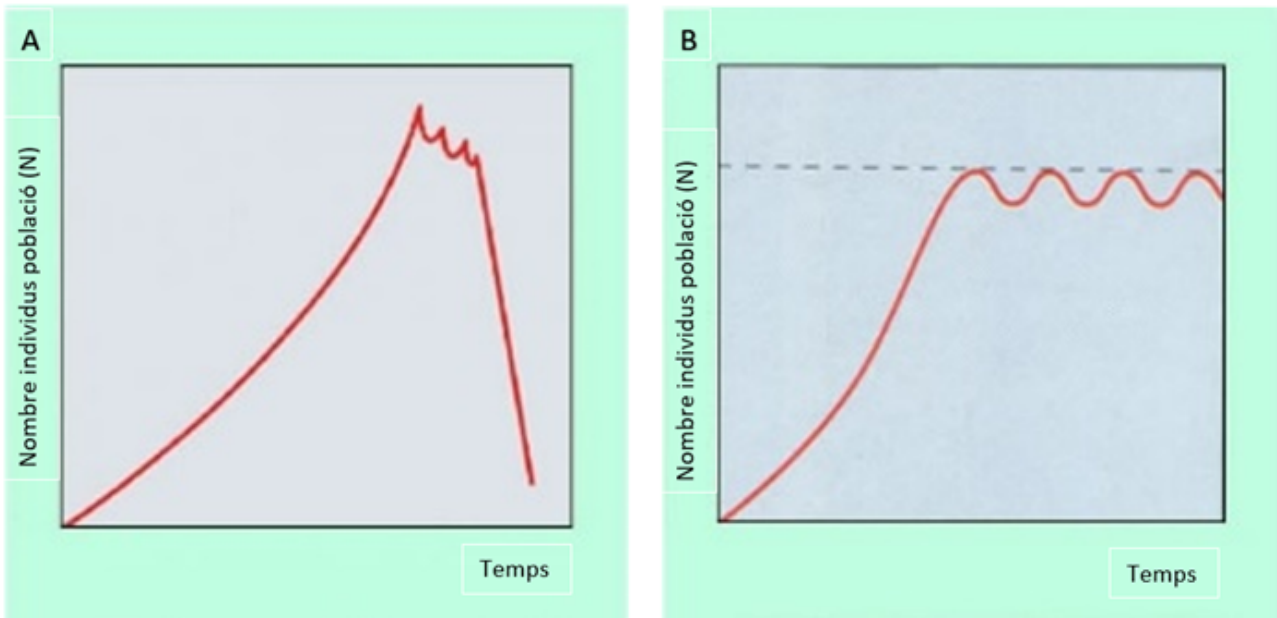 A
Nombre individus població (N)
Temps
B
Nombre individus població (N)
Temps